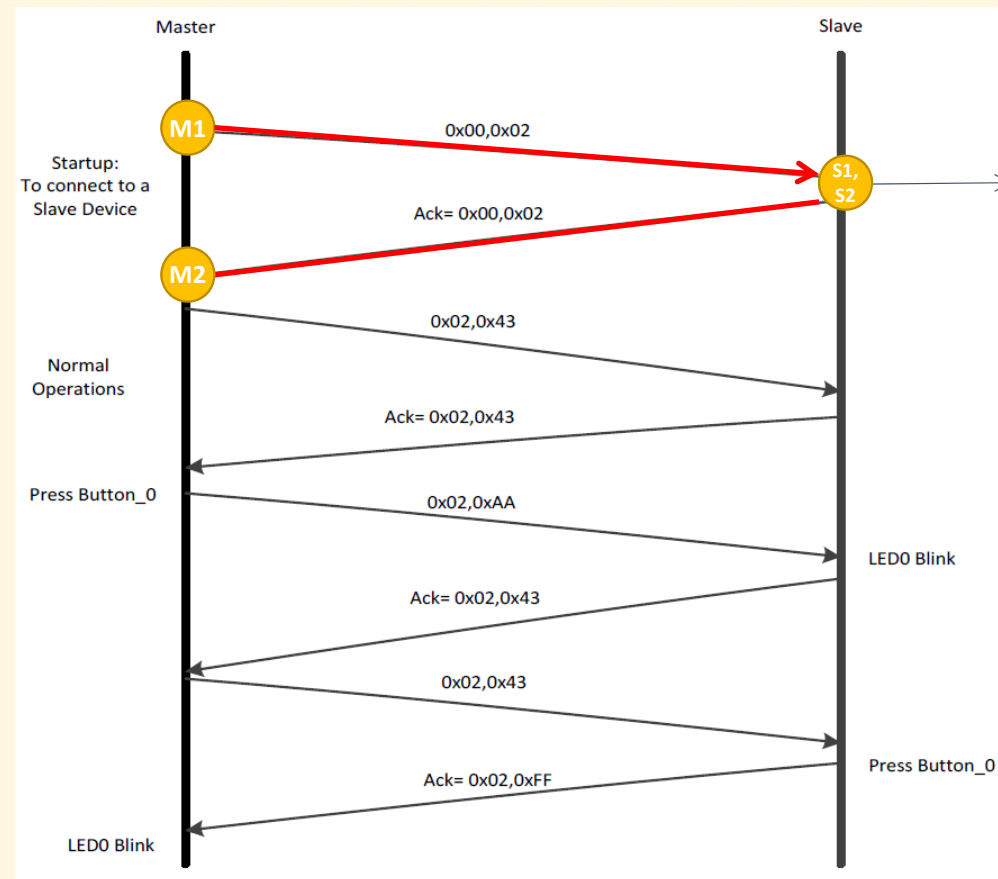 Master
Slave
M1
0x00,0x02
Startup:
To connect to a
Slave Device
S1,
S2
Ack= 0x00,0x02
M2
0x02,0x43
Normal
Operations
Ack= 0x02,0x43
Press Button_0
0x02,0xAA
LED0 Blink
Ack= 0x02,0x43
0x02,0x43
Press Button_0
Ack= 0x02,0xFF
LED0 Blink